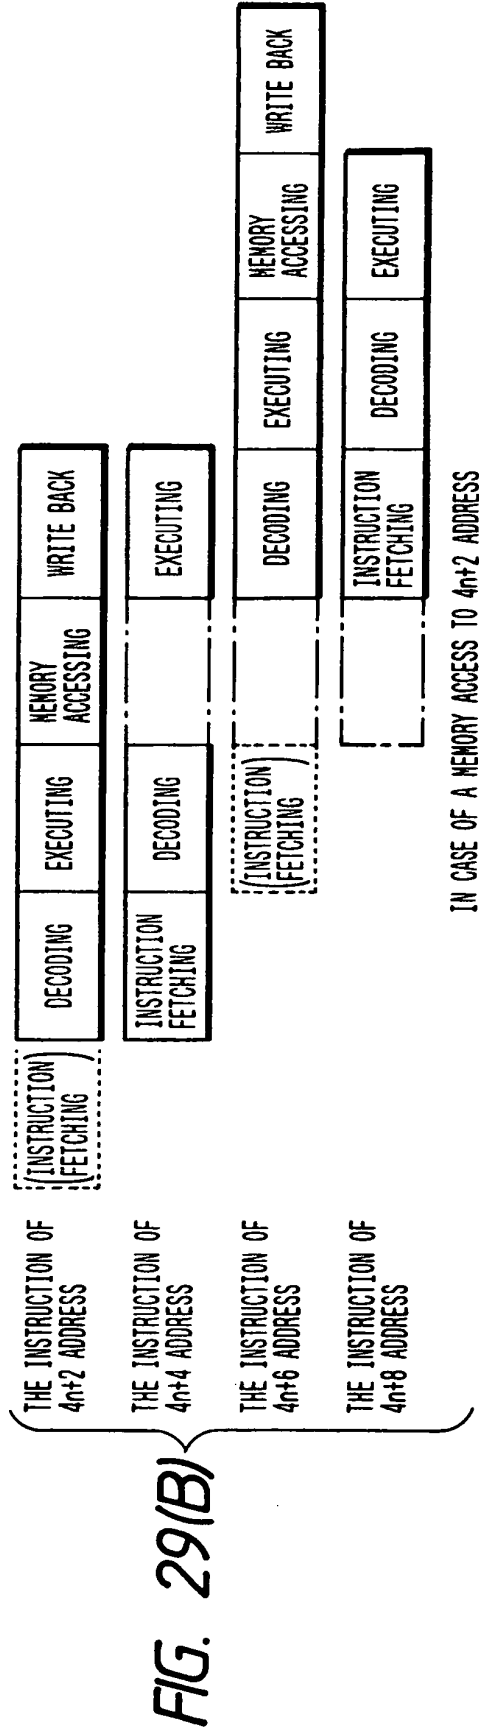 FIG. 29(B)
THE INSTRUCTION OF
4n+2 ADDRESS
(INSTRUCTION
FETCHING)
DECODING
EXECUTING
MEMORY
ACCESSING
WRITE BACK
THE INSTRUCTION OF
4n+4 ADDRESS
INSTRUCTION
FETCHING
DECODING
EXECUTING
THE INSTRUCTION OF
4n+6 ADDRESS
(INSTRUCTION
FETCHING)
DECODING
EXECUTING
MEMORY
ACCESSING
WRITE BACK
THE INSTRUCTION OF
4n+8 ADDRESS
INSTRUCTION
FETCHING
DECODING
EXECUTING
IN CASE OF A MEMORY ACCESS TO 4n+2 ADDRESS